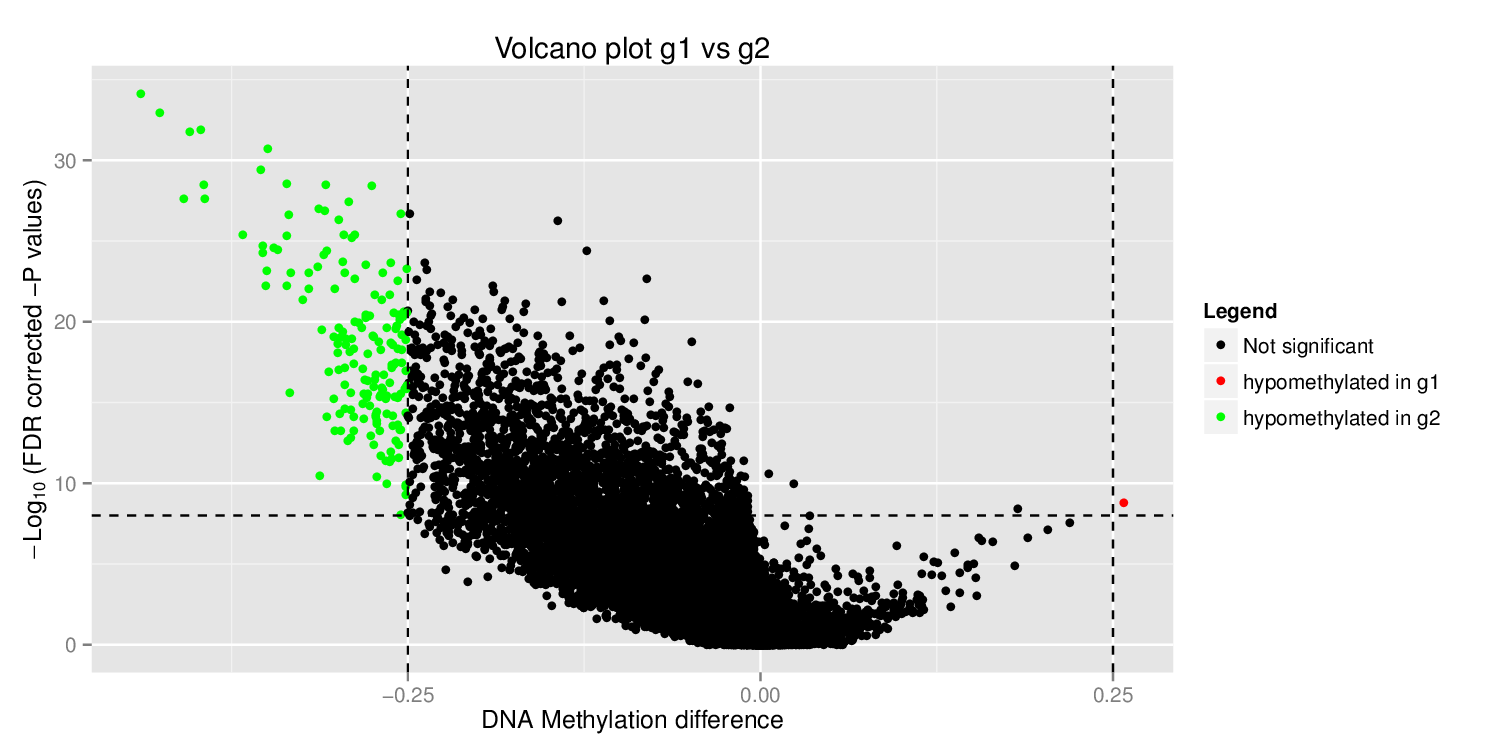 Volcano plot g1 vs g2
−Log10 (FDR corrected −P values)
30
20
10
0
−0.25
0.00
0.25
DNA Methylation difference
Legend
Not significant
hypomethylated in g1
hypomethylated in g2